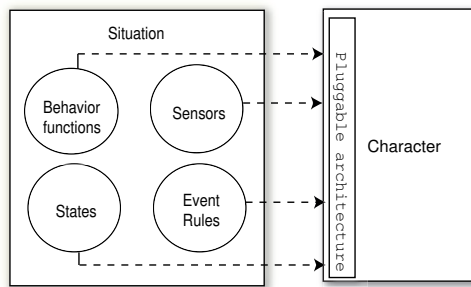 Situation
Behavior
functions
Sensors
States
Event
Rules
Pluggable architecture
Character